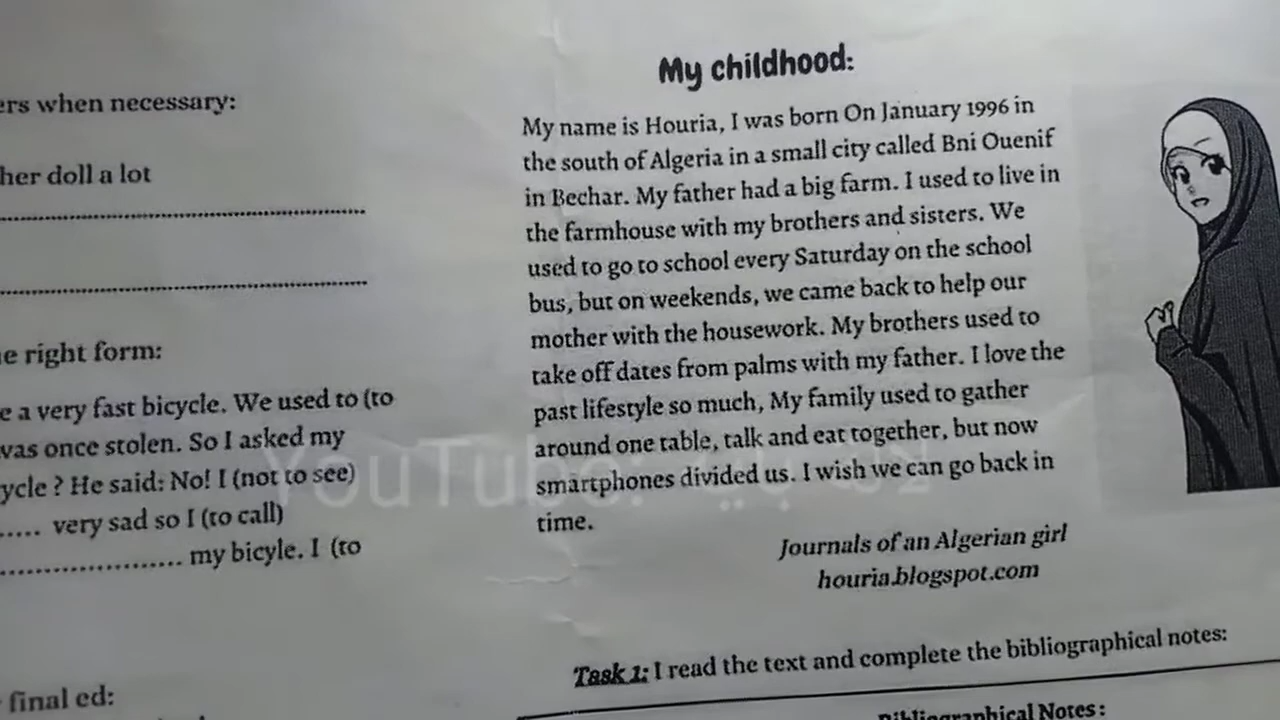 ers when necessary:
her doll a lot
e right form:
e a very fast bicycle. We used to (to
was once stolen. So I asked my
ycle ? He said: No! I (not to see)
..... very sad so I (to call)
..................... my bicyle. I (to
final ed:
My childhood:
My name is Houria, I was born On January 1996 in
the south of Algeria in a small city called Bni Ouenif
in Bechar. My father had a big farm. I used to live in
the farmhouse with my brothers and sisters. We
used to go to school every Saturday on the school
bus, but on weekends, we came back to help our
mother with the housework. My brothers used to
take off dates from palms with my father. I love the
past lifestyle so much, My family used to gather
around one table, talk and eat together, but now
smartphones divided us. I wish we can go back in
time.
Journals of an Algerian girl
houria.blogspot.com
Task 1: I read the text and complete the bibliographical notes:
Bibliographical Notes:
YouTube: